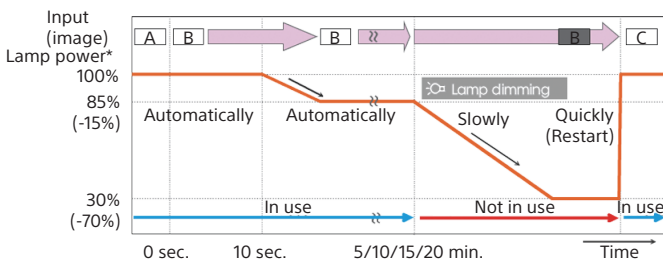 Input
(image)
Lamp power*
A B B B C
100%
85%
(-15%)
30%
(-70%)
Lamp dimming
Automatically Automatically Slowly Quickly
(Restart)
In use Not in use In use
0 sec. 10 sec. 5/10/15/20 min. Time